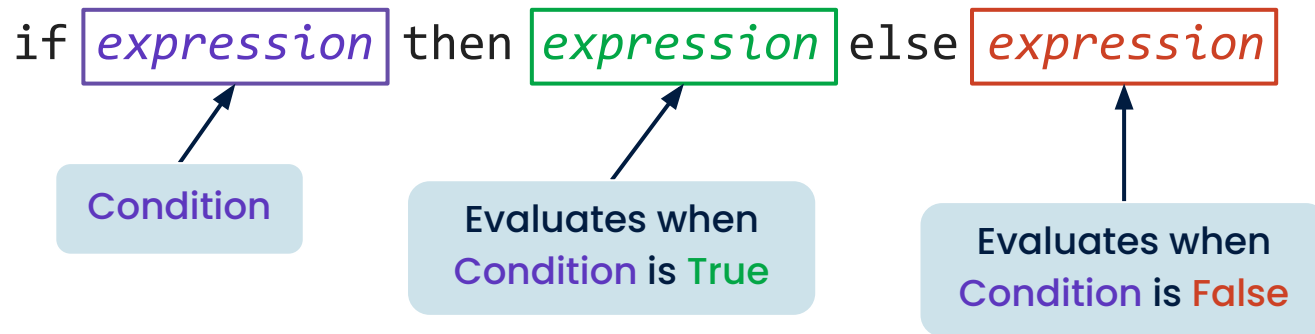 if expression then expression else expression
Condition
Evaluates when
Condition is True
Evaluates when
Condition is False